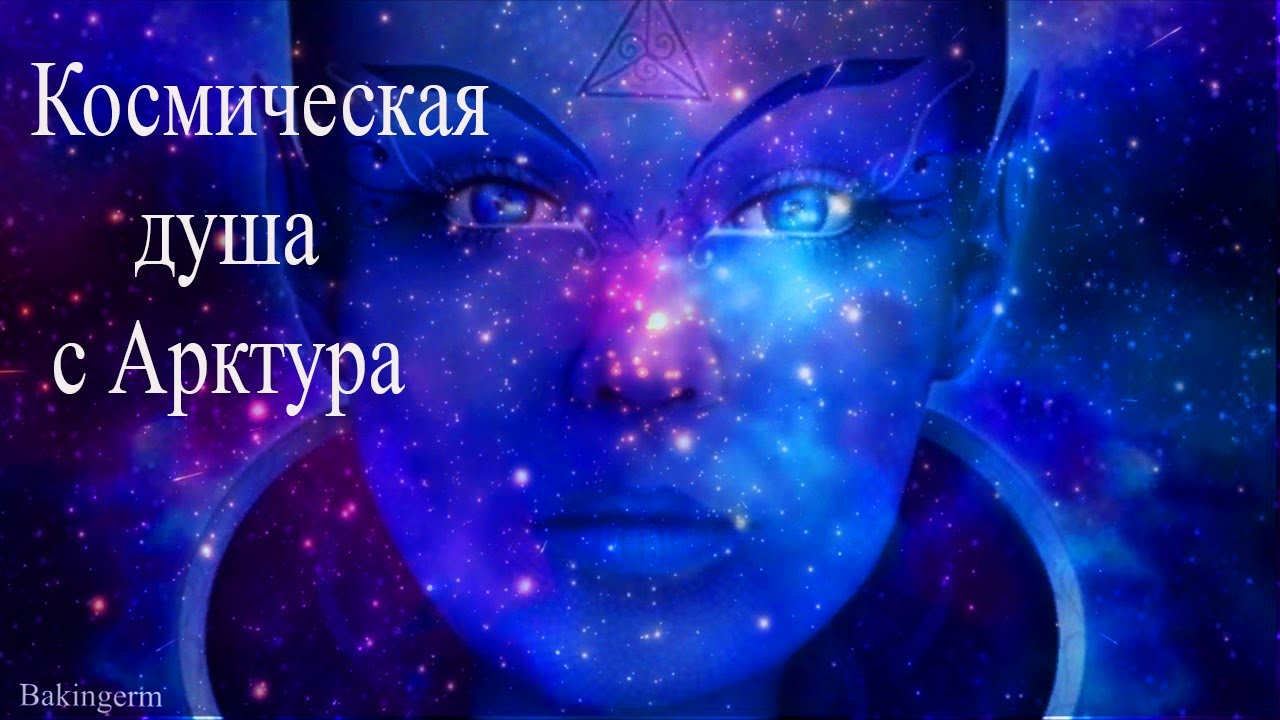 Космическая
душа
с Арктура
Bakingerm